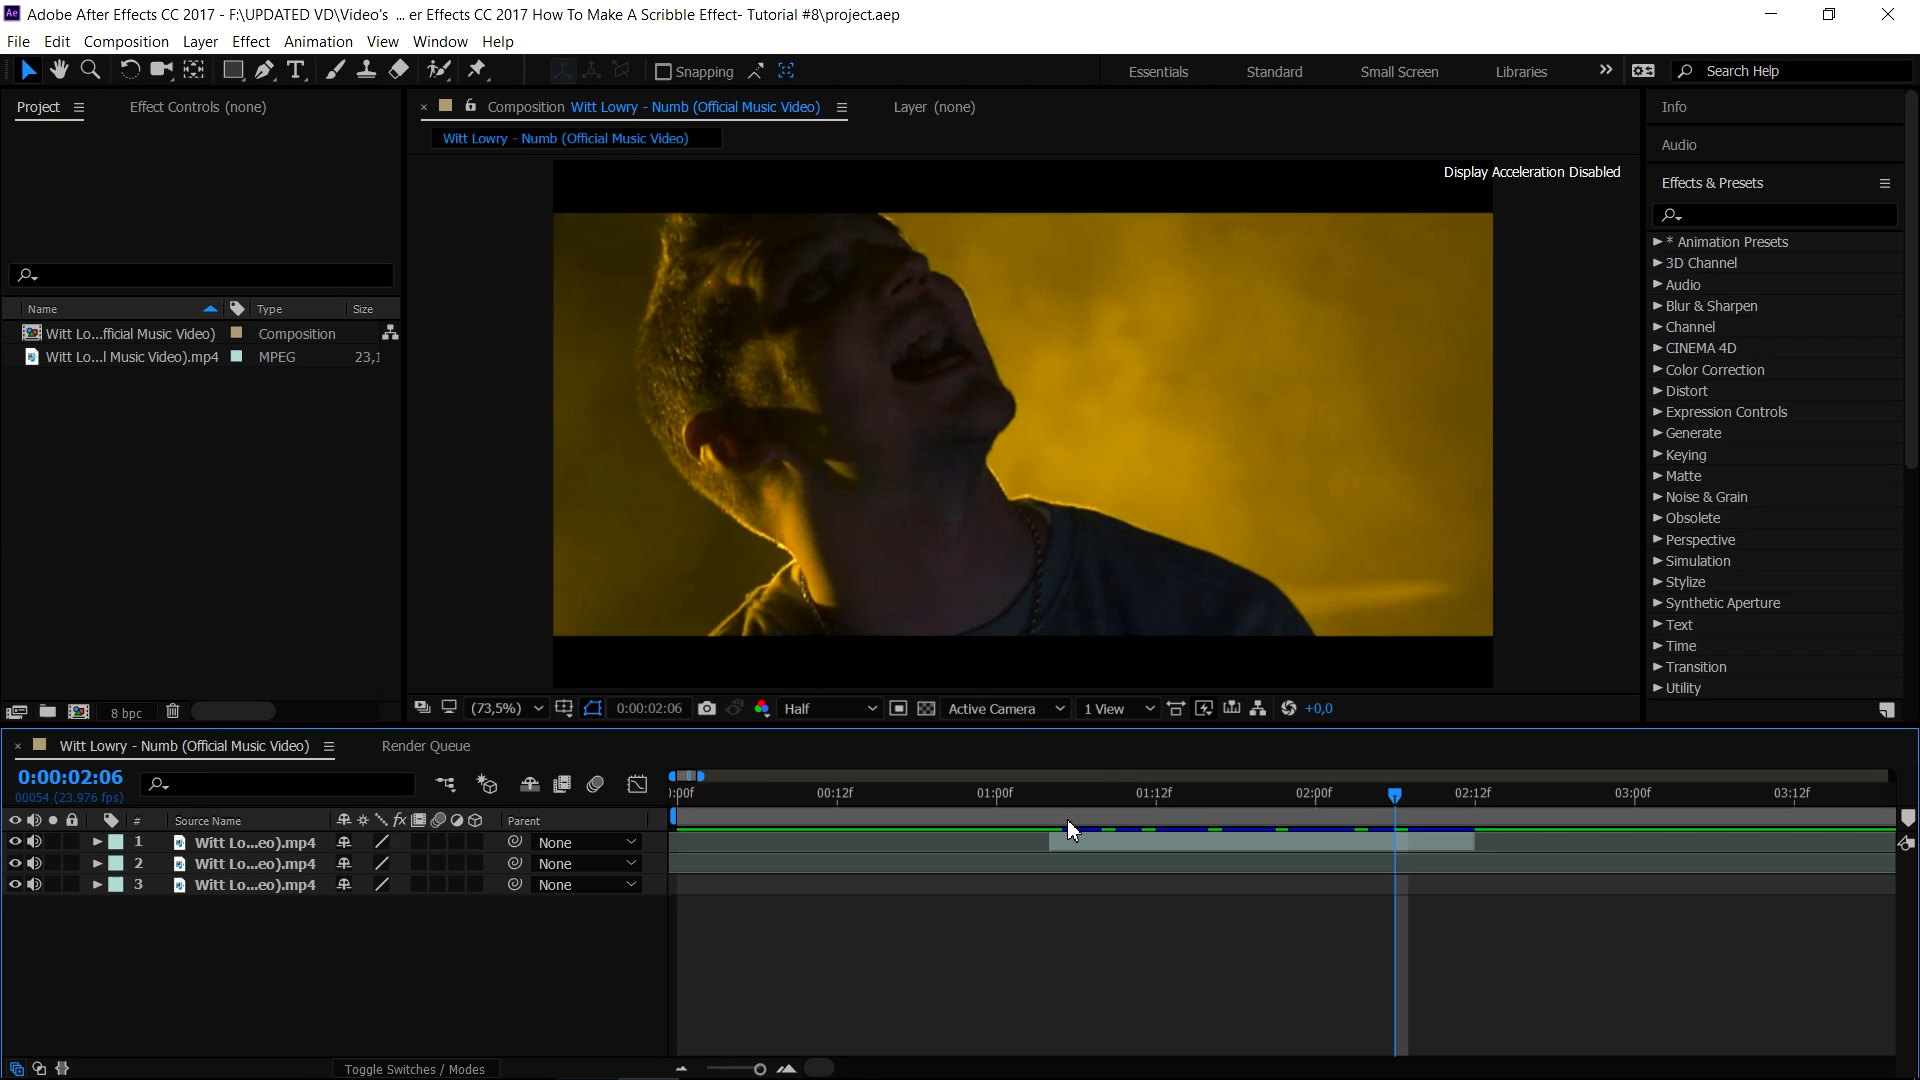 Adobe After Effects CC 2017 - F:\UPDATED VD\Video's ... er Effects CC 2017 How To Make A Scribble Effect- Tutorial #8\project.aep
File Edit Composition Layer Effect Animation View Window Help
Snapping Essentials Standard Small Screen Libraries Search Help
Project Effect Controls (none)
Composition Witt Lowry - Numb (Official Music Video) Layer (none)
Witt Lowry - Numb (Official Music Video)
Display Acceleration Disabled
Name Type Size
Witt Lo...fficial Music Video) Composition
Witt Lo...l Music Video).mp4 MPEG 23,1
8 bpc
(73,5%) 0:00:02:06 Half Active Camera 1 View +0,0
Info
Audio
Effects & Presets
* Animation Presets
3D Channel
Audio
Blur & Sharpen
Channel
CINEMA 4D
Color Correction
Distort
Expression Controls
Generate
Keying
Matte
Noise & Grain
Obsolete
Perspective
Simulation
Stylize
Synthetic Aperture
Text
Time
Transition
Utility
Witt Lowry - Numb (Official Music Video) Render Queue
0:00:02:06
00054 (23.976 fps)
):00f 00:12f 01:00f 01:12f 02:00f 02:12f 03:00f 03:12f
# Source Name fx Parent
1 Witt Lo...eo).mp4 None
2 Witt Lo...eo).mp4 None
3 Witt Lo...eo).mp4 None
Toggle Switches / Modes